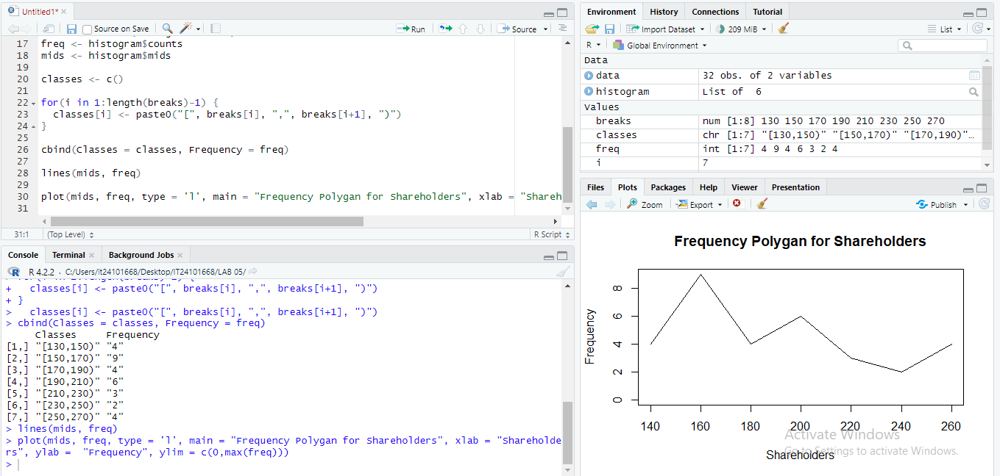 Untitled1*
Source on Save
Run
Source
17 freq <- histogram$counts
18 mids <- histogram$mids
19
20 classes <- c()
21
22 for(i in 1:length(breaks)-1) {
23   classes[i] <- paste0("[", breaks[i], ",", breaks[i+1], ")")
24 }
25
26 cbind(Classes = classes, Frequency = freq)
27
28 lines(mids, freq)
29
30 plot(mids, freq, type = 'l', main = "Frequency Polygan for Shareholders", xlab = "Shareh
31
31:1 (Top Level) R Script
Console Terminal Background Jobs
R 4.2.2 · C:/Users/it24101668/Desktop/IT24101668/LAB 05/
+   classes[i] <- paste0("[", breaks[i], ",", breaks[i+1], ")")
+ }
>   classes[i] <- paste0("[", breaks[i], ",", breaks[i+1], ")")
> cbind(Classes = classes, Frequency = freq)
     Classes     Frequency
[1,] "[130,150)" "4"
[2,] "[150,170)" "9"
[3,] "[170,190)" "4"
[4,] "[190,210)" "6"
[5,] "[210,230)" "3"
[6,] "[230,250)" "2"
[7,] "[250,270)" "4"
> lines(mids, freq)
> plot(mids, freq, type = 'l', main = "Frequency Polygan for Shareholders", xlab = "Shareholde
rs", ylab =  "Frequency", ylim = c(0,max(freq)))
>
Environment History Connections Tutorial
Import Dataset 209 MiB List
R Global Environment
Data
data 32 obs. of 2 variables
histogram List of  6
Values
breaks num [1:8] 130 150 170 190 210 230 250 270
classes chr [1:7] "[130,150)" "[150,170)" "[170,190)"…
freq int [1:7] 4 9 4 6 3 2 4
i 7
Files Plots Packages Help Viewer Presentation
Zoom Export Publish
Frequency Polygan for Shareholders
Frequency
8
6
4
2
0
140 160 180 200 220 240 260
Shareholders
Activate Windows
Go to Settings to activate Windows.